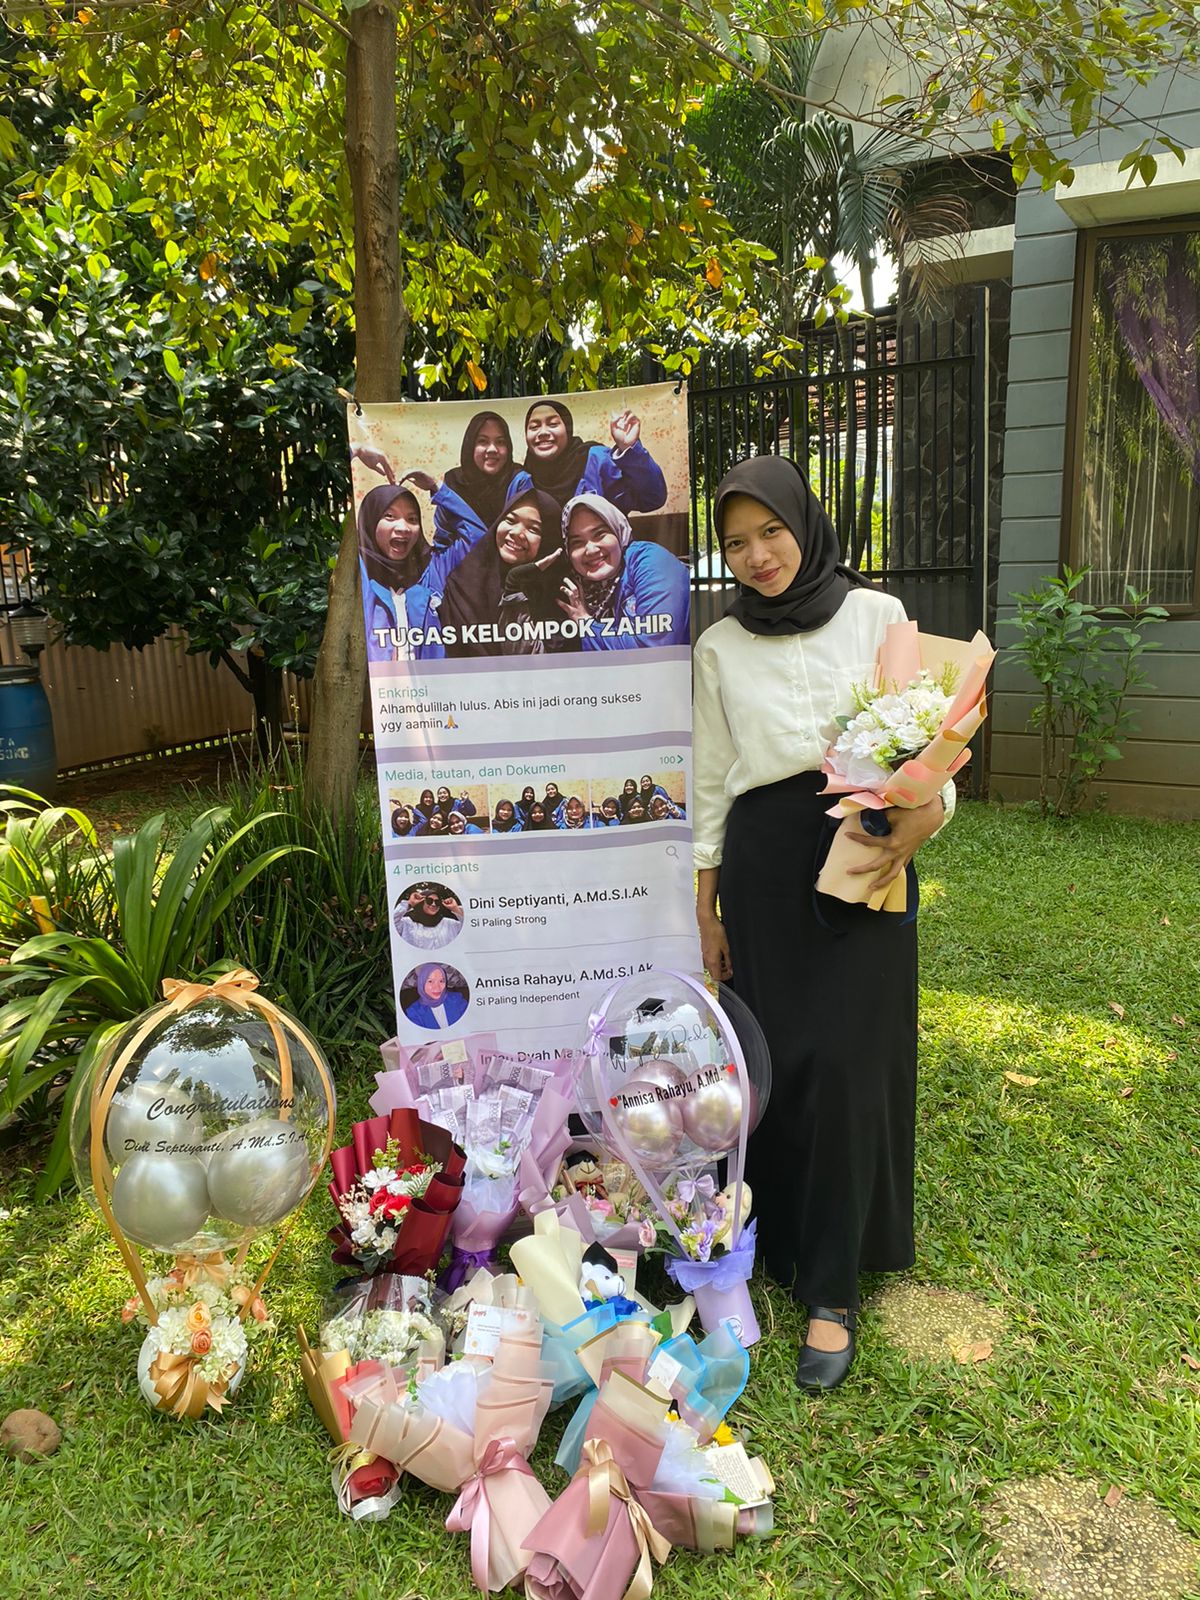 TUGAS KELOMPOK ZAHIR
Enkripsi
Alhamdulillah lulus. Abis ini jadi orang sukses
ygy aamiin🙏
Media, tautan, dan Dokumen
100 >
4 Participants
Dini Septiyanti, A.Md.S.I.Ak
Si Paling Strong
Annisa Rahayu, A.Md.S.I.Ak
Si Paling Independent
Intan Dyah
Congratulations
Dini Septiyanti, A.Md.S.I.Ak
"Annisa Rahayu, A.Md."